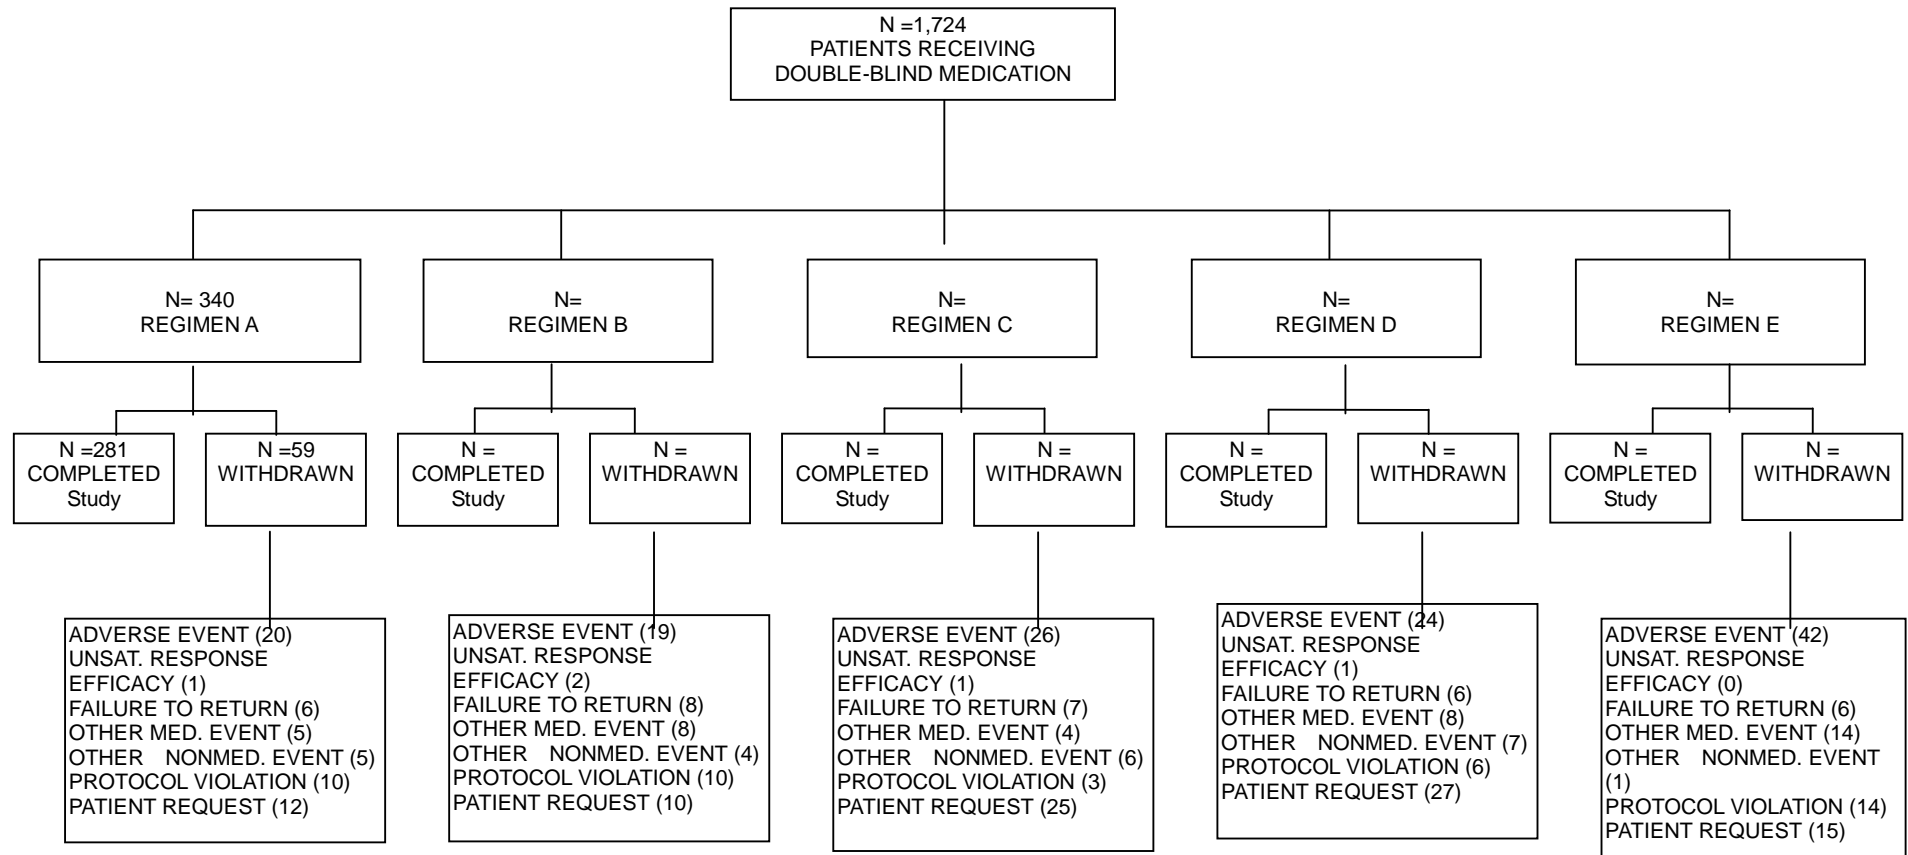 N =1,724
PATIENTS RECEIVING
DOUBLE-BLIND MEDICATION
N= 340
REGIMEN A
N=
REGIMEN B
N=
REGIMEN C
N=
REGIMEN D
N=
REGIMEN E
N =281
COMPLETED
Study
N =59
WITHDRAWN
N =
COMPLETED
Study
N =
WITHDRAWN
N =
COMPLETED
Study
N =
WITHDRAWN
N =
COMPLETED
Study
N =
WITHDRAWN
N =
COMPLETED
Study
N =
WITHDRAWN
ADVERSE EVENT (20)
UNSAT. RESPONSE
EFFICACY (1)
FAILURE TO RETURN (6)
OTHER MED. EVENT (5)
OTHER NONMED. EVENT (5)
PROTOCOL VIOLATION (10)
PATIENT REQUEST (12)
ADVERSE EVENT (19)
UNSAT. RESPONSE
EFFICACY (2)
FAILURE TO RETURN (8)
OTHER MED. EVENT (8)
OTHER NONMED. EVENT (4)
PROTOCOL VIOLATION (10)
PATIENT REQUEST (10)
ADVERSE EVENT (26)
UNSAT. RESPONSE
EFFICACY (1)
FAILURE TO RETURN (7)
OTHER MED. EVENT (4)
OTHER NONMED. EVENT (6)
PROTOCOL VIOLATION (3)
PATIENT REQUEST (25)
ADVERSE EVENT (24)
UNSAT. RESPONSE
EFFICACY (1)
FAILURE TO RETURN (6)
OTHER MED. EVENT (8)
OTHER NONMED. EVENT (7)
PROTOCOL VIOLATION (6)
PATIENT REQUEST (27)
ADVERSE EVENT (42)
UNSAT. RESPONSE
EFFICACY (0)
FAILURE TO RETURN (6)
OTHER MED. EVENT (14)
OTHER NONMED. EVENT
(1)
PROTOCOL VIOLATION (14)
PATIENT REQUEST (15)